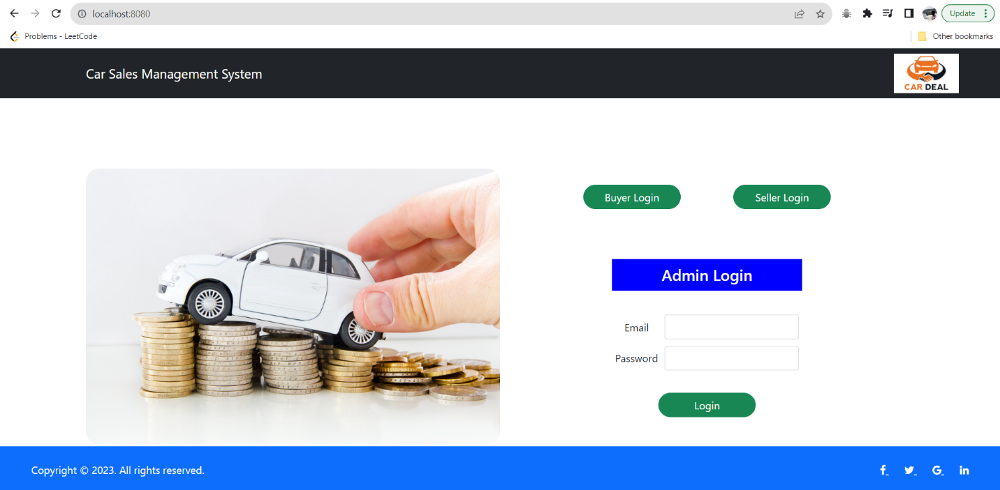 localhost:8080
Update
Problems - LeetCode
Other bookmarks
Car Sales Management System
CAR DEAL
Buyer Login
Seller Login
Admin Login
Email
Password
Login
Copyright © 2023. All rights reserved.